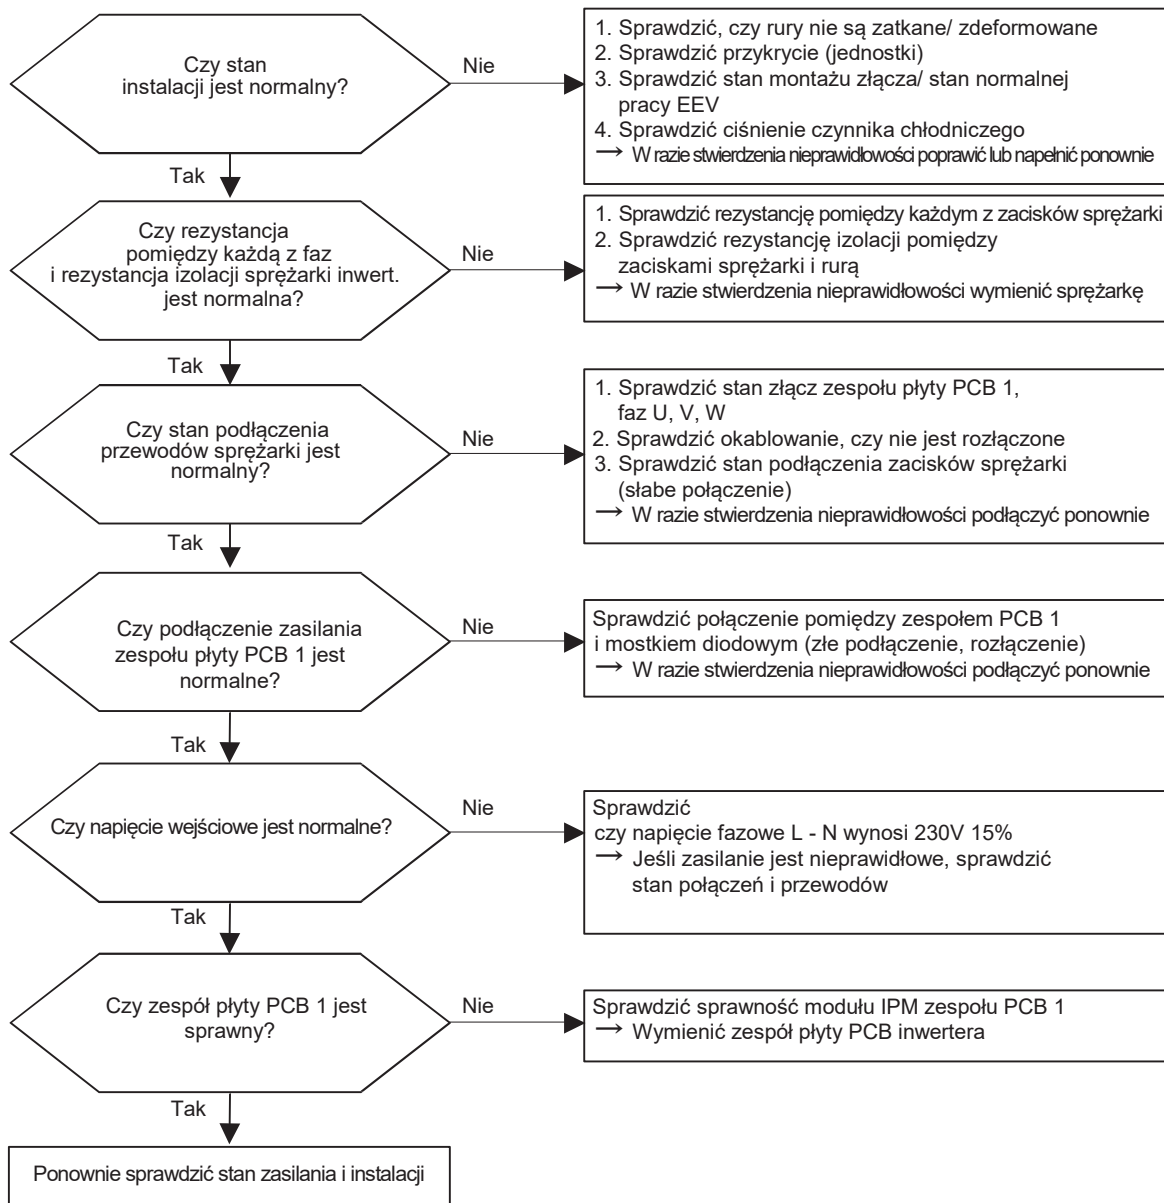 Czy stan
instalacji jest normalny?
Nie
1. Sprawdzić, czy rury nie są zatkane/ zdeformowane
2. Sprawdzić przykrycie (jednostki)
3. Sprawdzić stan montażu złącza/ stan normalnej
pracy EEV
4. Sprawdzić ciśnienie czynnika chłodniczego
→ W razie stwierdzenia nieprawidłowości poprawić lub napełnić ponownie
Tak
Czy rezystancja
pomiędzy każdą z faz
i rezystancja izolacji sprężarki inwert.
jest normalna?
Nie
1. Sprawdzić rezystancję pomiędzy każdym z zacisków sprężarki
2. Sprawdzić rezystancję izolacji pomiędzy
zaciskami sprężarki i rurą
→ W razie stwierdzenia nieprawidłowości wymienić sprężarkę
Tak
Czy stan podłączenia
przewodów sprężarki jest
normalny?
Nie
1. Sprawdzić stan złącz zespołu płyty PCB 1,
faz U, V, W
2. Sprawdzić okablowanie, czy nie jest rozłączone
3. Sprawdzić stan podłączenia zacisków sprężarki
(słabe połączenie)
→ W razie stwierdzenia nieprawidłowości podłączyć ponownie
Tak
Czy podłączenie zasilania
zespołu płyty PCB 1 jest
normalne?
Nie
Sprawdzić połączenie pomiędzy zespołem PCB 1
i mostkiem diodowym (złe podłączenie, rozłączenie)
→ W razie stwierdzenia nieprawidłowości podłączyć ponownie
Tak
Czy napięcie wejściowe jest normalne?
Nie
Sprawdzić
czy napięcie fazowe L - N wynosi 230V 15%
→ Jeśli zasilanie jest nieprawidłowe, sprawdzić
stan połączeń i przewodów
Tak
Czy zespół płyty PCB 1 jest
sprawny?
Nie
Sprawdzić sprawność modułu IPM zespołu PCB 1
→ Wymienić zespół płyty PCB inwertera
Tak
Ponownie sprawdzić stan zasilania i instalacji